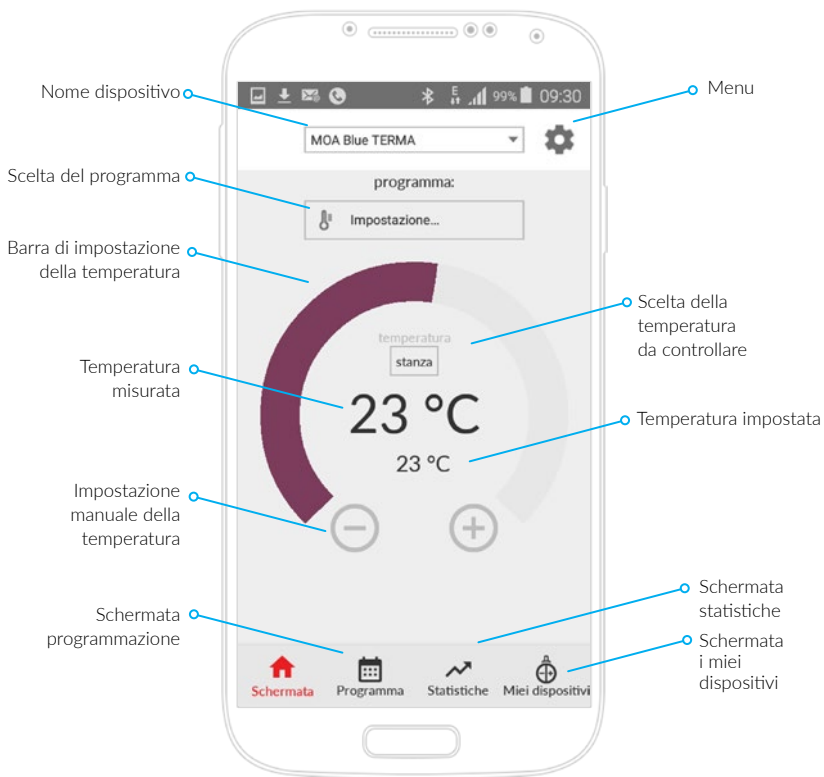 Nome dispositivo
Menu
E
99%
09:30
MOA Blue TERMA
Scelta del programma
programma:
Impostazione...
Barra di impostazione
della temperatura
Scelta della
temperatura
da controllare
temperatura
stanza
Temperatura
misurata
23 °C
Temperatura impostata
23 °C
Impostazione
manuale della
temperatura
Schermata
programmazione
Schermata
statistiche
Schermata
i miei
dispositivi
Schermata
Programma
Statistiche
Miei dispositivi